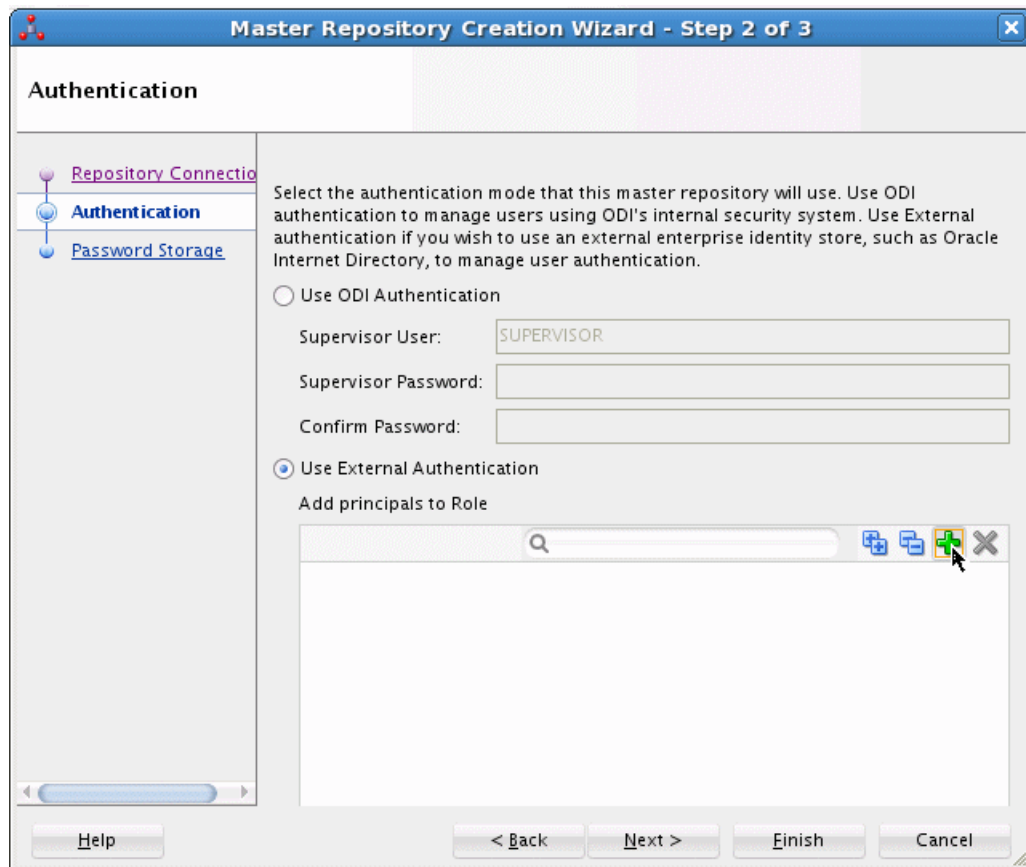 Master Repository Creation Wizard - Step 2 of 3
Authentication
Repository Connectio
Authentication
Password Storage
Select the authentication mode that this master repository will use. Use ODI
authentication to manage users using ODI's internal security system. Use External
authentication if you wish to use an external enterprise identity store, such as Oracle
Internet Directory, to manage user authentication.
Use ODI Authentication
Supervisor User: SUPERVISOR
Supervisor Password:
Confirm Password:
Use External Authentication
Add principals to Role
Help < Back Next > Finish Cancel